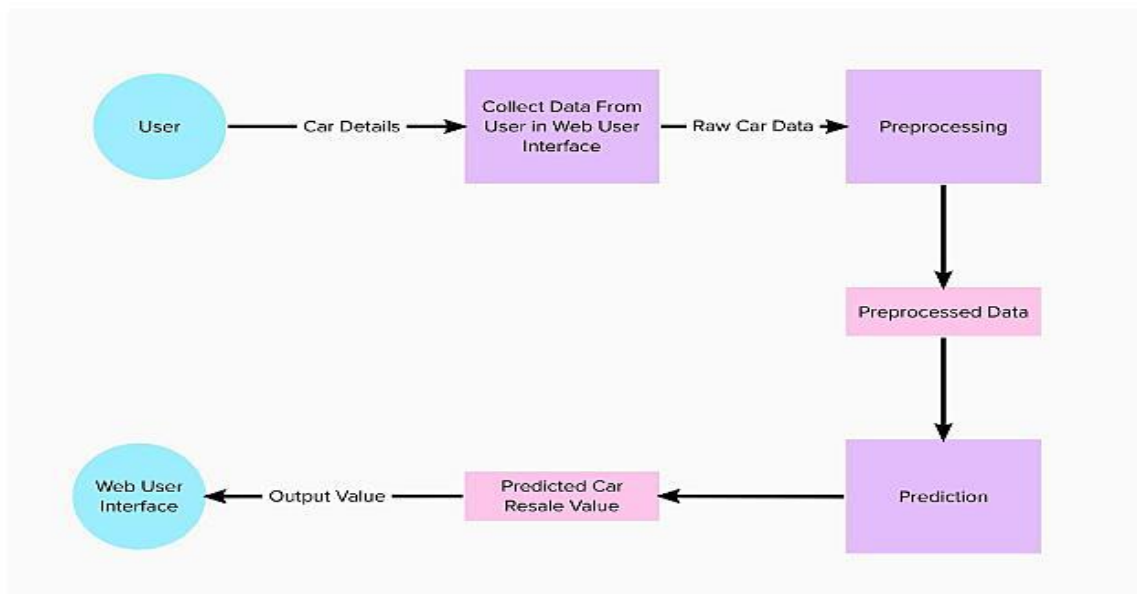 User
Car Details
Collect Data From
User in Web User
Interface
Raw Car Data
Preprocessing
Preprocessed Data
Prediction
Predicted Car
Resale Value
Output Value
Web User
Interface